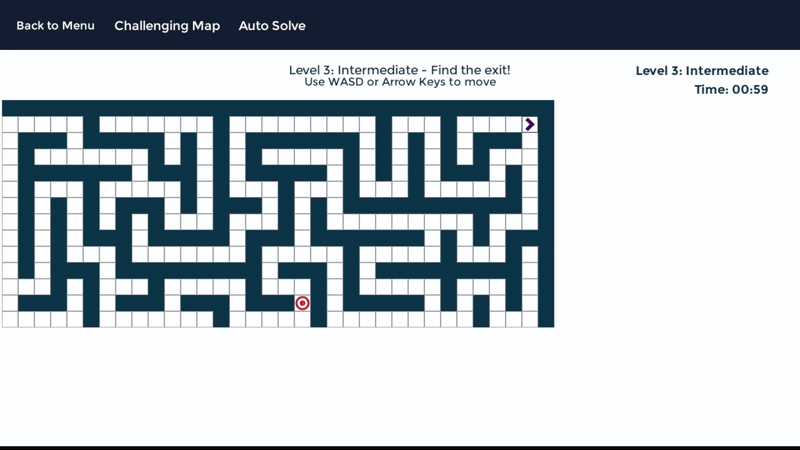 Back to Menu Challenging Map Auto Solve
Level 3: Intermediate - Find the exit!
Use WASD or Arrow Keys to move
Level 3: Intermediate
Time: 00:59